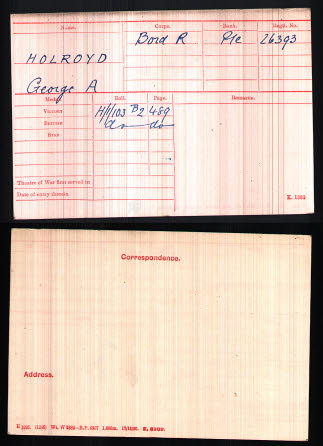 Name. Corps. Rank. Regtl. No.
HOLROYD Bord R Pte 26393
George A
Medal. Roll. Page. Remarks.
Victory H/1/103 B2 489
British do do
Star
Theatre of War first served in
Date of entry therein
K. 1380
Correspondence.
Address.